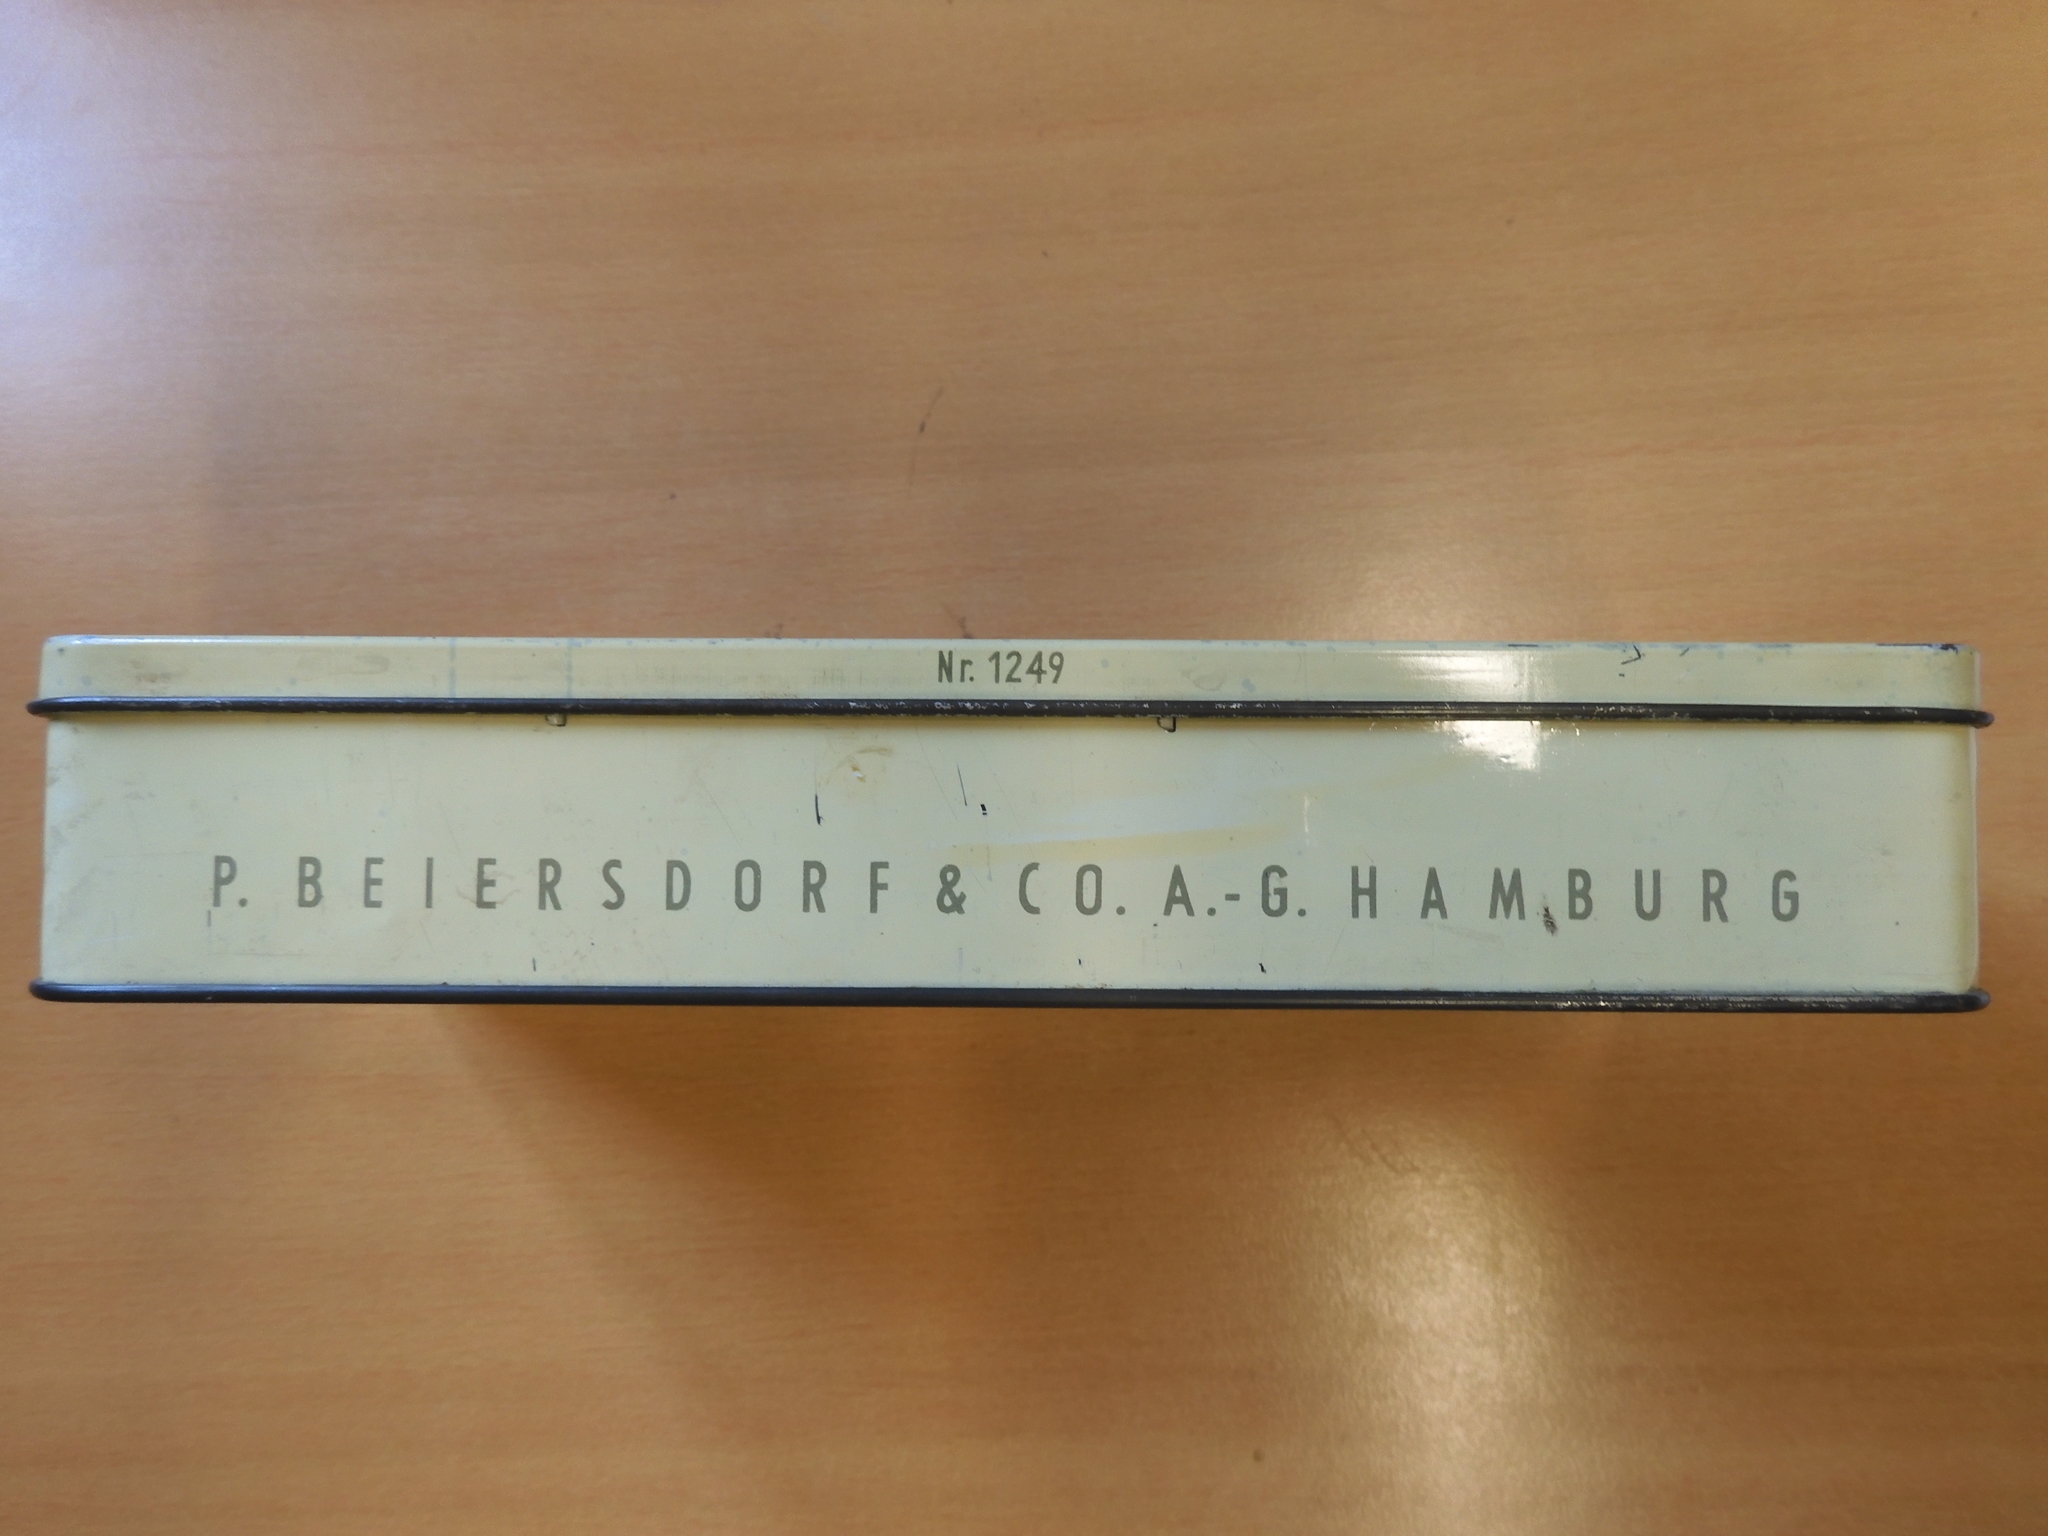 Nr. 1249
P. BEIERSDORF & CO. A.-G. HAMBURG